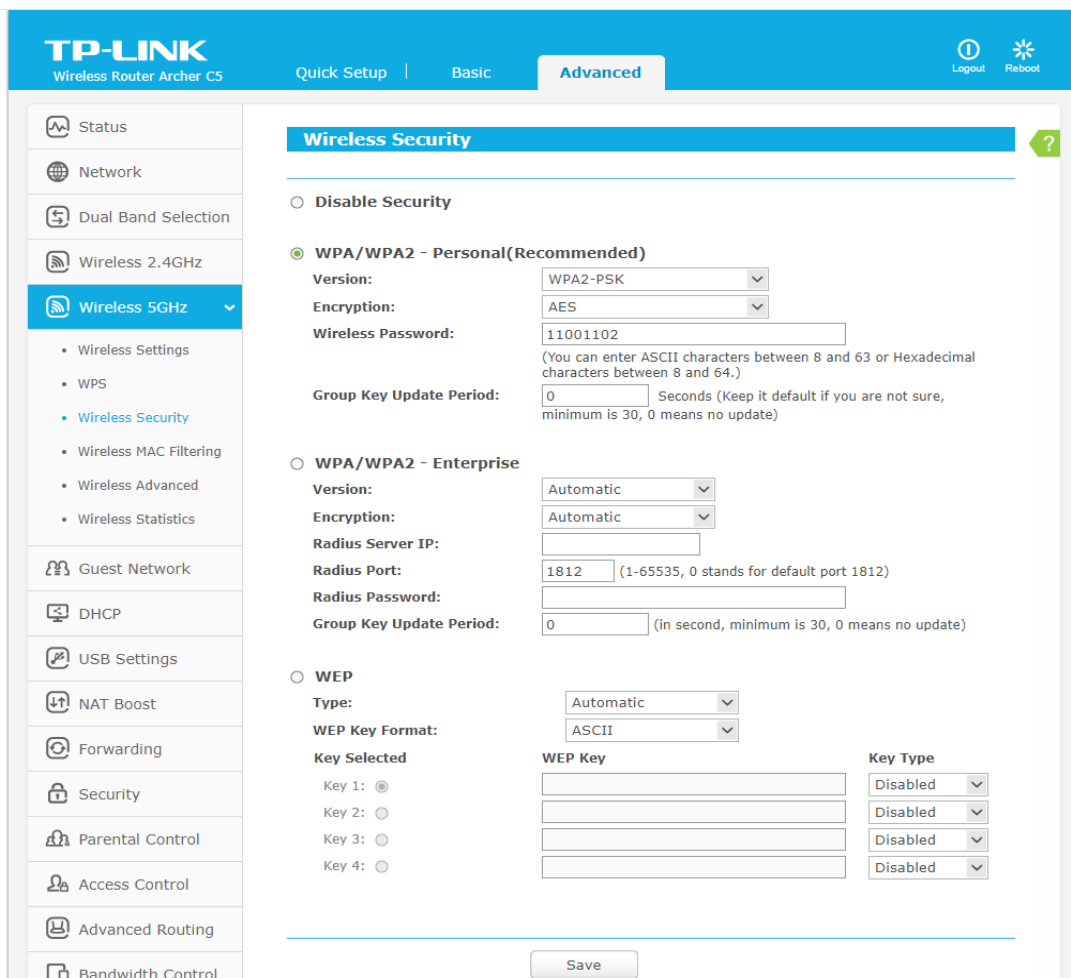 TP-LINK
Wireless Router Archer C5
Quick Setup
Basic
Advanced
Logout
Reboot
Status
Network
Dual Band Selection
Wireless 2.4GHz
Wireless 5GHz
Wireless Settings
WPS
Wireless Security
Wireless MAC Filtering
Wireless Advanced
Wireless Statistics
Guest Network
DHCP
USB Settings
NAT Boost
Forwarding
Security
Parental Control
Access Control
Advanced Routing
Bandwidth Control
Wireless Security
?
Disable Security
WPA/WPA2 - Personal(Recommended)
Version: WPA2-PSK
Encryption: AES
Wireless Password: 11001102
(You can enter ASCII characters between 8 and 63 or Hexadecimal
characters between 8 and 64.)
Group Key Update Period: 0 Seconds (Keep it default if you are not sure,
minimum is 30, 0 means no update)
WPA/WPA2 - Enterprise
Version: Automatic
Encryption: Automatic
Radius Server IP:
Radius Port: 1812 (1-65535, 0 stands for default port 1812)
Radius Password:
Group Key Update Period: 0 (in second, minimum is 30, 0 means no update)
WEP
Type: Automatic
WEP Key Format: ASCII
Key Selected WEP Key Key Type
Key 1: Disabled
Key 2: Disabled
Key 3: Disabled
Key 4: Disabled
Save